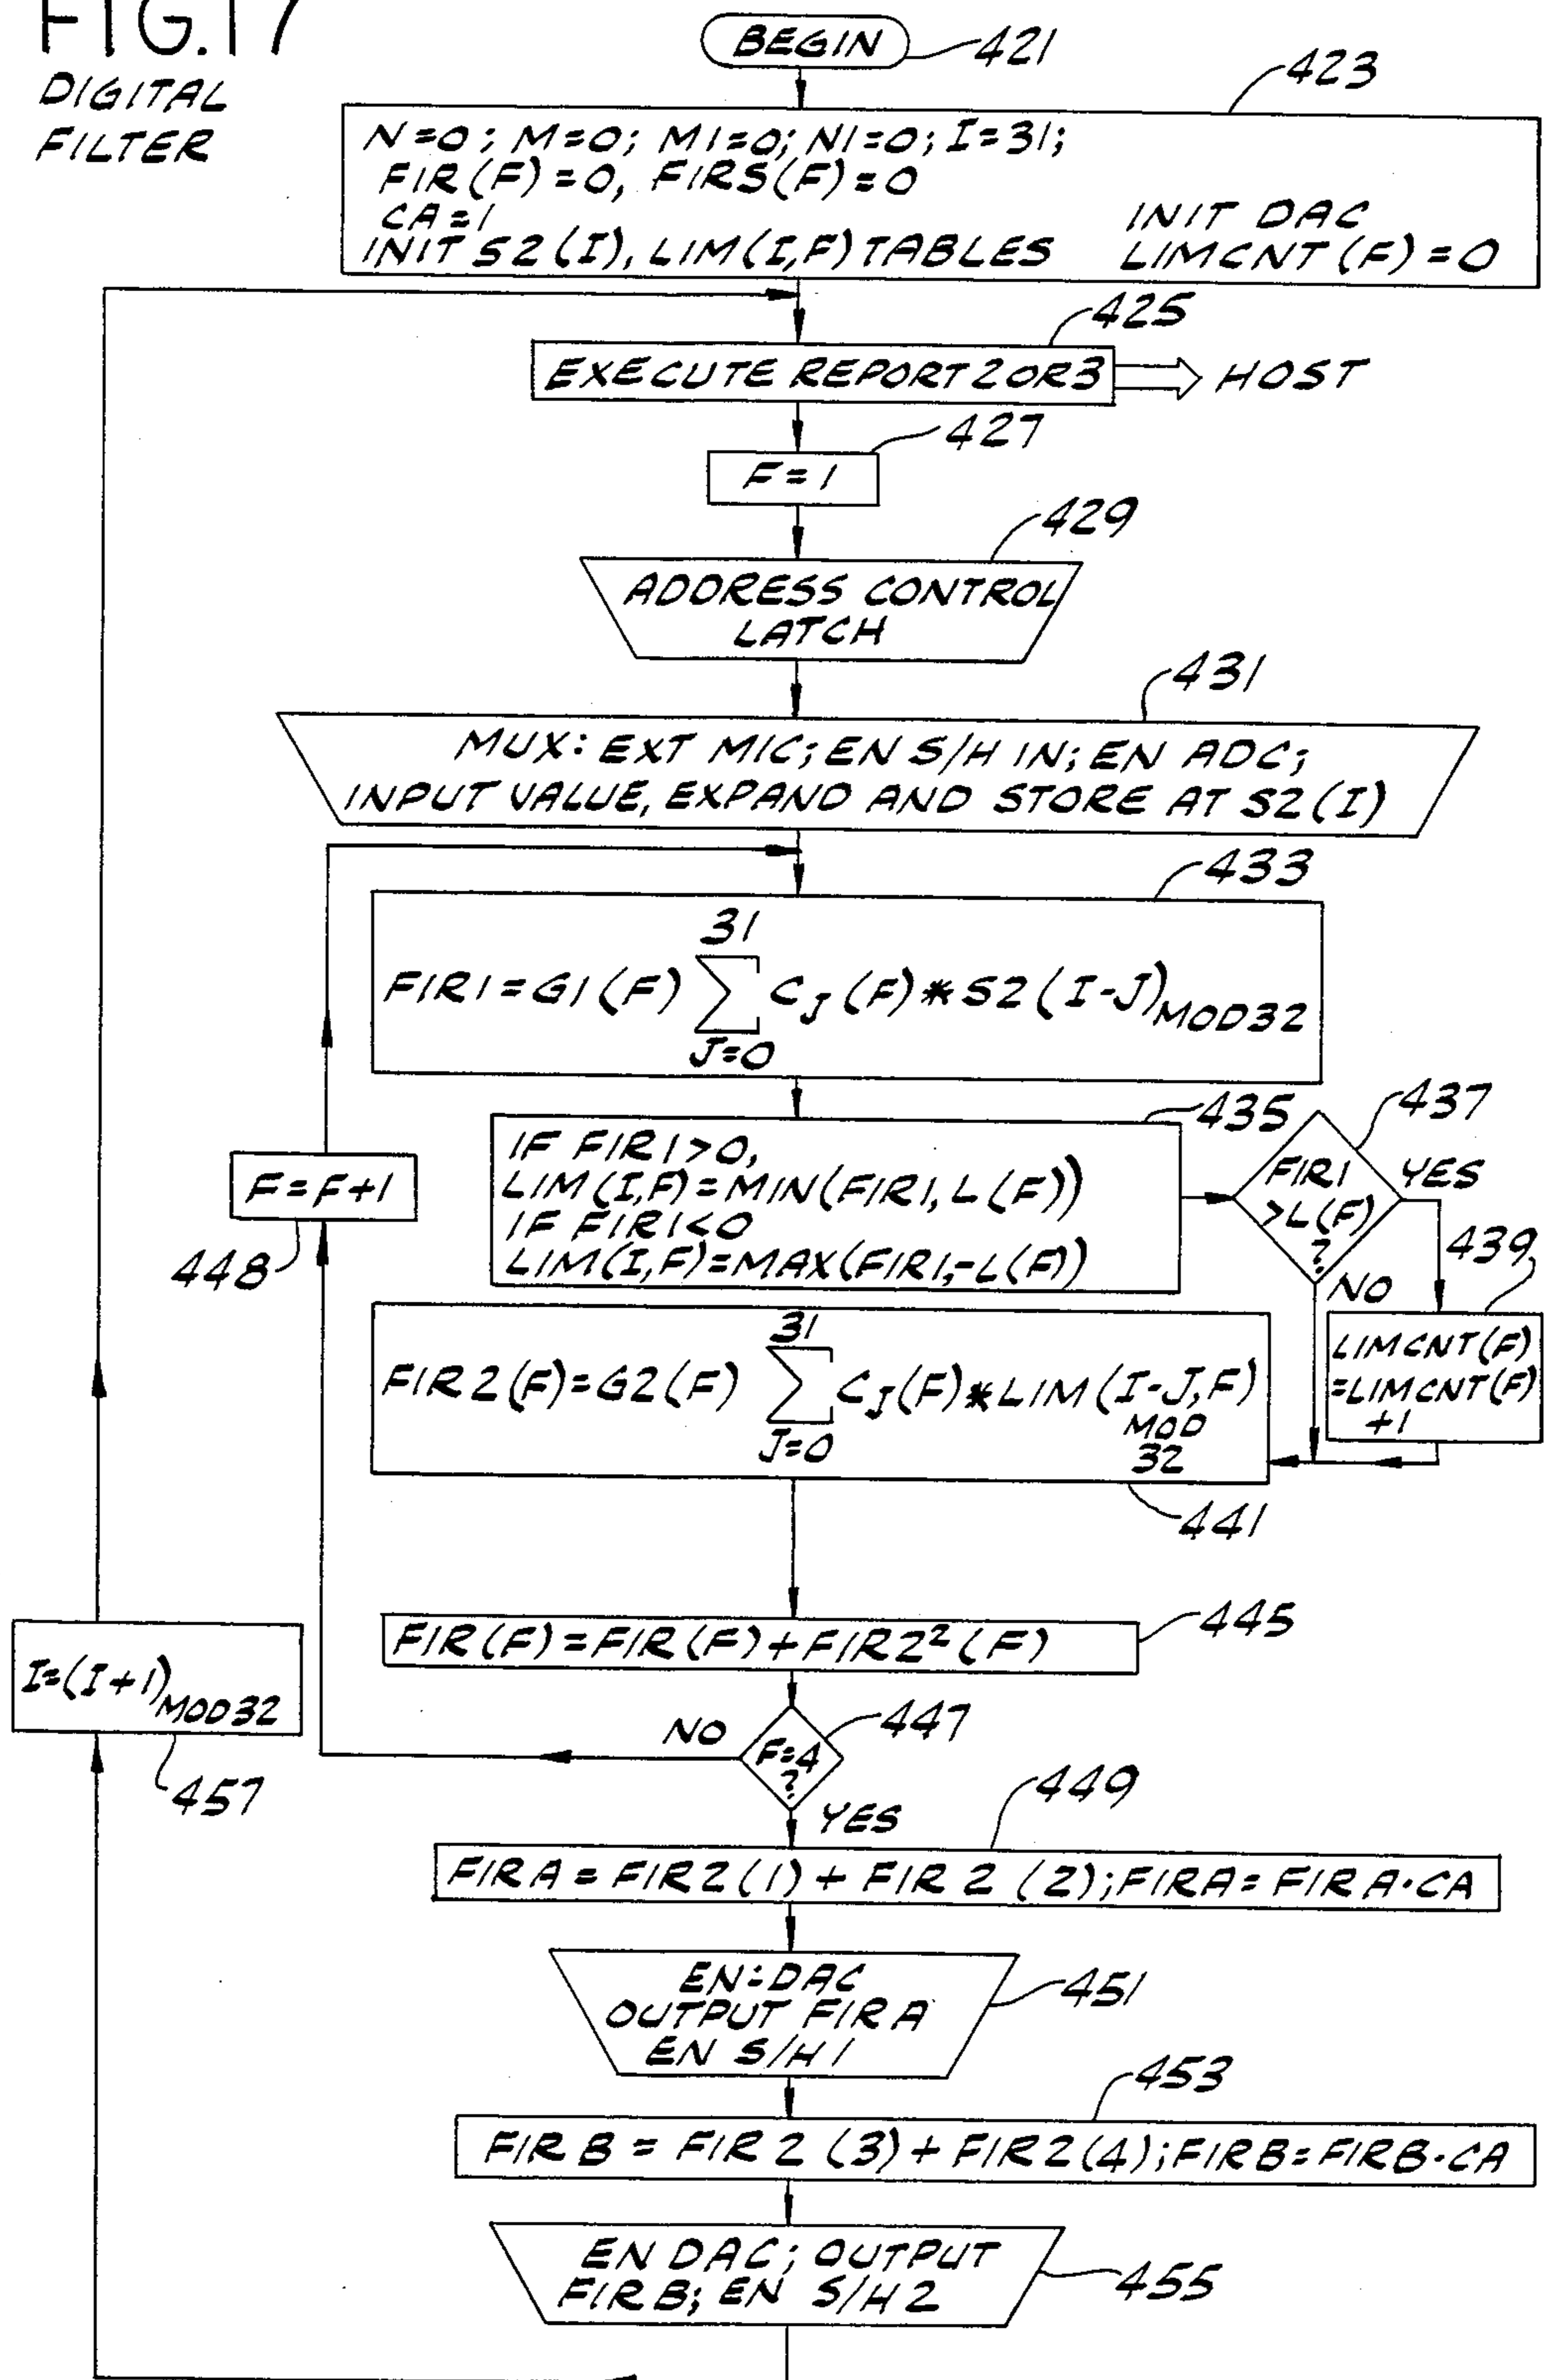 FIG.17
DIGITAL
FILTER
BEGIN
421
423
N=0; M=0; M1=0; N1=0; I=31;
FIR(F)=0, FIRS(F)=0
CA=1
INIT DAC
INIT S2(I), LIM(I,F) TABLES
LIMCNT(F)=0
425
EXECUTE REPORT 2 OR 3
HOST
427
F=1
429
ADDRESS CONTROL
LATCH
431
MUX: EXT MIC; EN S/H IN; EN ADC;
INPUT VALUE, EXPAND AND STORE AT S2(I)
433
31
FIR1=G1(F) ∑ CJ(F)*S2(I-J)MOD32
J=0
435
IF FIR1>0,
LIM(I,F)=MIN(FIR1, L(F))
IF FIR1<0
LIM(I,F)=MAX(FIR1,-L(F))
437
FIR1
>L(F)
?
YES
NO
439
LIMCNT(F)
=LIMCNT(F)
+1
F=F+1
448
31
FIR2(F)=G2(F) ∑ CJ(F)*LIM(I-J,F)
J=0
MOD
32
441
445
FIR(F)=FIR(F)+FIR2²(F)
I=(I+1)MOD32
457
447
F=4
?
NO
YES
449
FIRA=FIR2(1)+FIR2(2);FIRA=FIRA·CA
EN:DAC
OUTPUT FIRA
EN S/H1
451
453
FIRB=FIR2(3)+FIR2(4);FIRB=FIRB·CA
EN DAC; OUTPUT
FIRB; EN S/H2
455